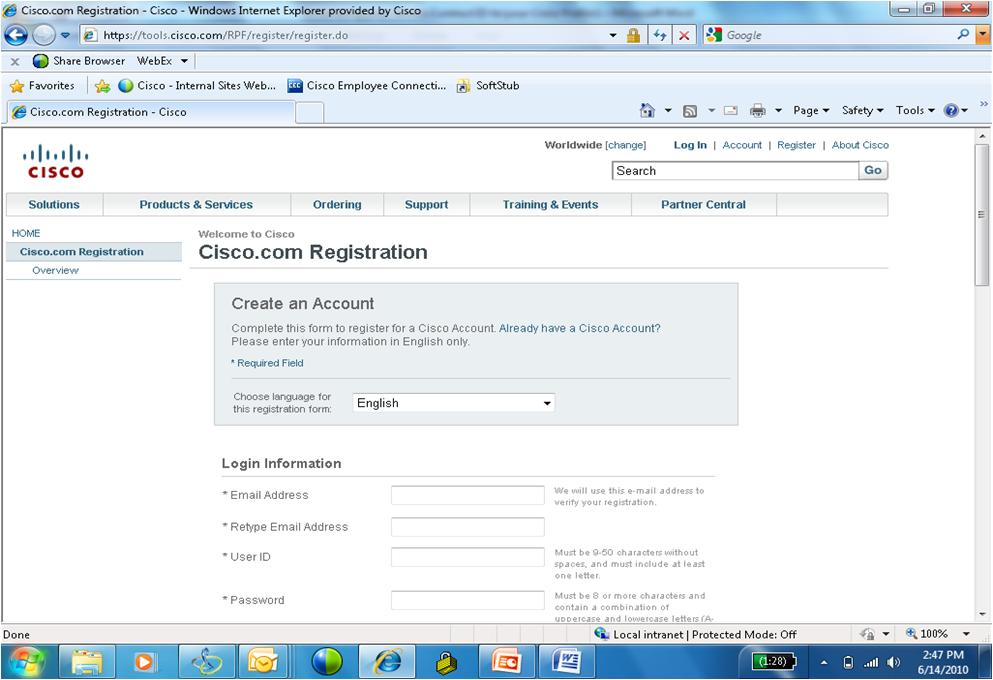 Cisco.com Registration - Cisco - Windows Internet Explorer provided by Cisco
https://tools.cisco.com/RPF/register/register.do
Google
x Share Browser WebEx
Favorites Cisco - Internal Sites Web... Cisco Employee Connecti... SoftStub
Cisco.com Registration - Cisco
Page Safety Tools
Worldwide [change] Log In | Account | Register | About Cisco
CISCO
Search Go
Solutions Products & Services Ordering Support Training & Events Partner Central
HOME
Cisco.com Registration
Overview
Welcome to Cisco
Cisco.com Registration
Create an Account
Complete this form to register for a Cisco Account. Already have a Cisco Account?
Please enter your information in English only.
* Required Field
Choose language for
this registration form:
English
Login Information
* Email Address
We will use this e-mail address to
verify your registration.
* Retype Email Address
* User ID
Must be 9-50 characters without
spaces, and must include at least
one letter.
* Password
Must be 8 or more characters and
contain a combination of
uppercase and lowercase letters (A-
Done
Local intranet | Protected Mode: Off
100%
(1:28)
2:47 PM
6/14/2010